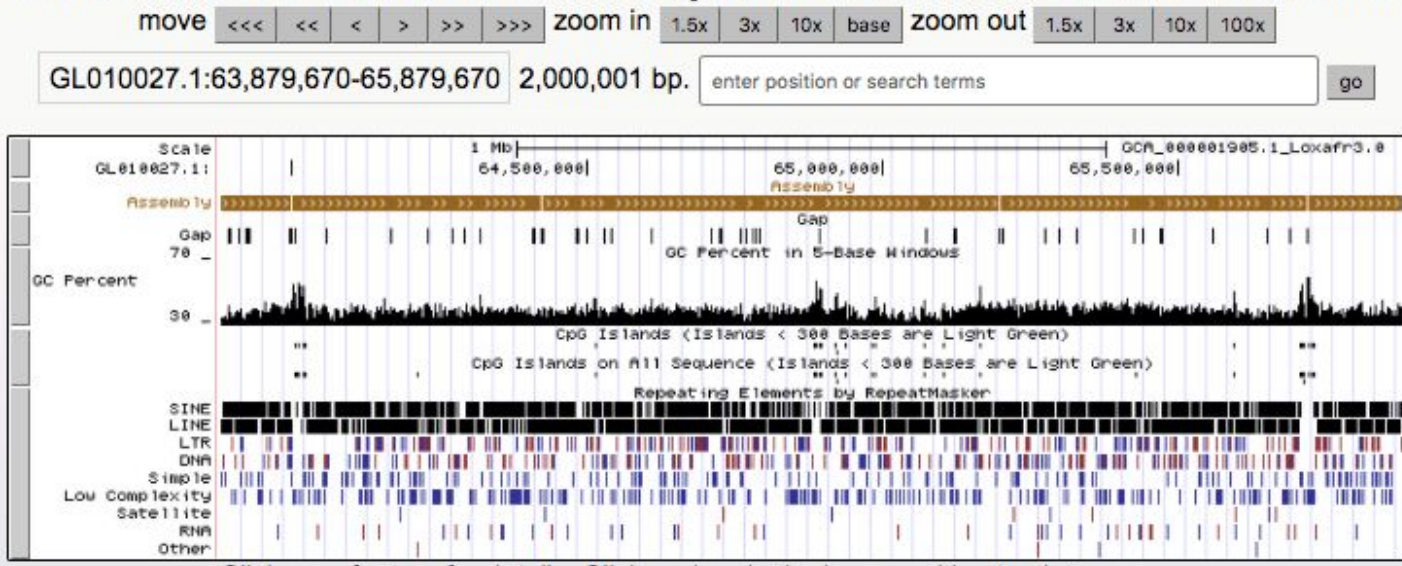 move <<< << < > >> >>> zoom in 1.5x 3x 10x base zoom out 1.5x 3x 10x 100x
GL010027.1:63,879,670-65,879,670 2,000,001 bp. enter position or search terms go
Scale 1 Mb GCA_000001905.1_Loxafr3.0
GL010027.1: 64,500,000 65,000,000 65,500,000
Assembly
Assembly
Gap
Gap
70 _ GC Percent in 5-Base Windows
GC Percent
30 _
CpG Islands (Islands < 300 Bases are Light Green)
CpG Islands on All Sequence (Islands < 300 Bases are Light Green)
Repeating Elements by RepeatMasker
SINE
LINE
LTR
DNA
Simple
Low Complexity
Satellite
RNA
Other